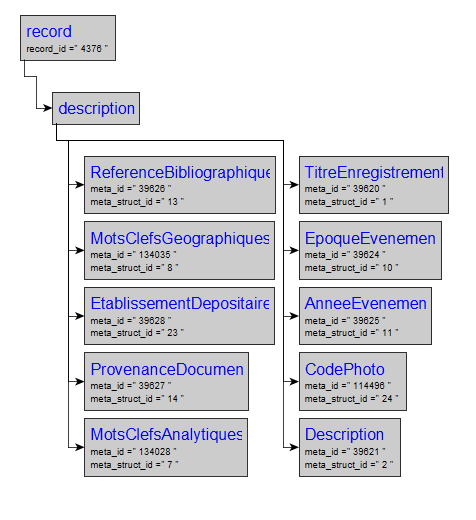 record
record_id =" 4376 "
description
ReferenceBibliographique
meta_id =" 39626 "
meta_struct_id =" 13 "
MotsClefsGeographiques
meta_id =" 134035 "
meta_struct_id =" 8 "
EtablissementDepositaire
meta_id =" 39628 "
meta_struct_id =" 23 "
ProvenanceDocumen
meta_id =" 39627 "
meta_struct_id =" 14 "
MotsClefsAnalytiques
meta_id =" 134028 "
meta_struct_id =" 7 "
TitreEnregistrement
meta_id =" 39620 "
meta_struct_id =" 1 "
EpoqueEvenemen
meta_id =" 39624 "
meta_struct_id =" 10 "
AnneeEvenemen
meta_id =" 39625 "
meta_struct_id =" 11 "
CodePhoto
meta_id =" 114496 "
meta_struct_id =" 24 "
Description
meta_id =" 39621 "
meta_struct_id =" 2 "